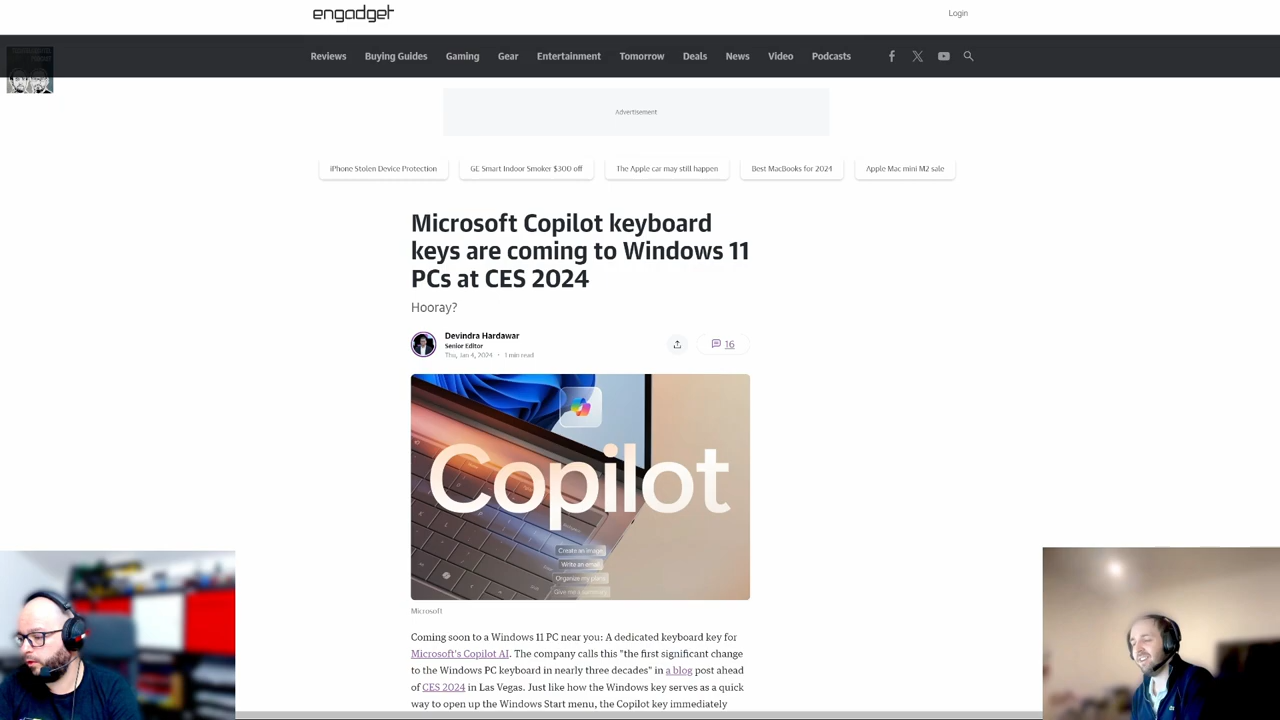 engadget
Login
Reviews Buying Guides Gaming Gear Entertainment Tomorrow Deals News Video Podcasts
Advertisement
iPhone Stolen Device Protection GE Smart Indoor Smoker $300 off The Apple car may still happen Best MacBooks for 2024 Apple Mac mini M2 sale
Microsoft Copilot keyboard
keys are coming to Windows 11
PCs at CES 2024
Hooray?
Devindra Hardawar
Senior Editor
Thu, Jan 4, 2024 • 1 min read
16
Copilot
Create an image
Write an email
Organize my plans
Give me a summary
Microsoft
Coming soon to a Windows 11 PC near you: A dedicated keyboard key for
Microsoft's Copilot AI. The company calls this "the first significant change
to the Windows PC keyboard in nearly three decades" in a blog post ahead
of CES 2024 in Las Vegas. Just like how the Windows key serves as a quick
way to open up the Windows Start menu, the Copilot key immediately